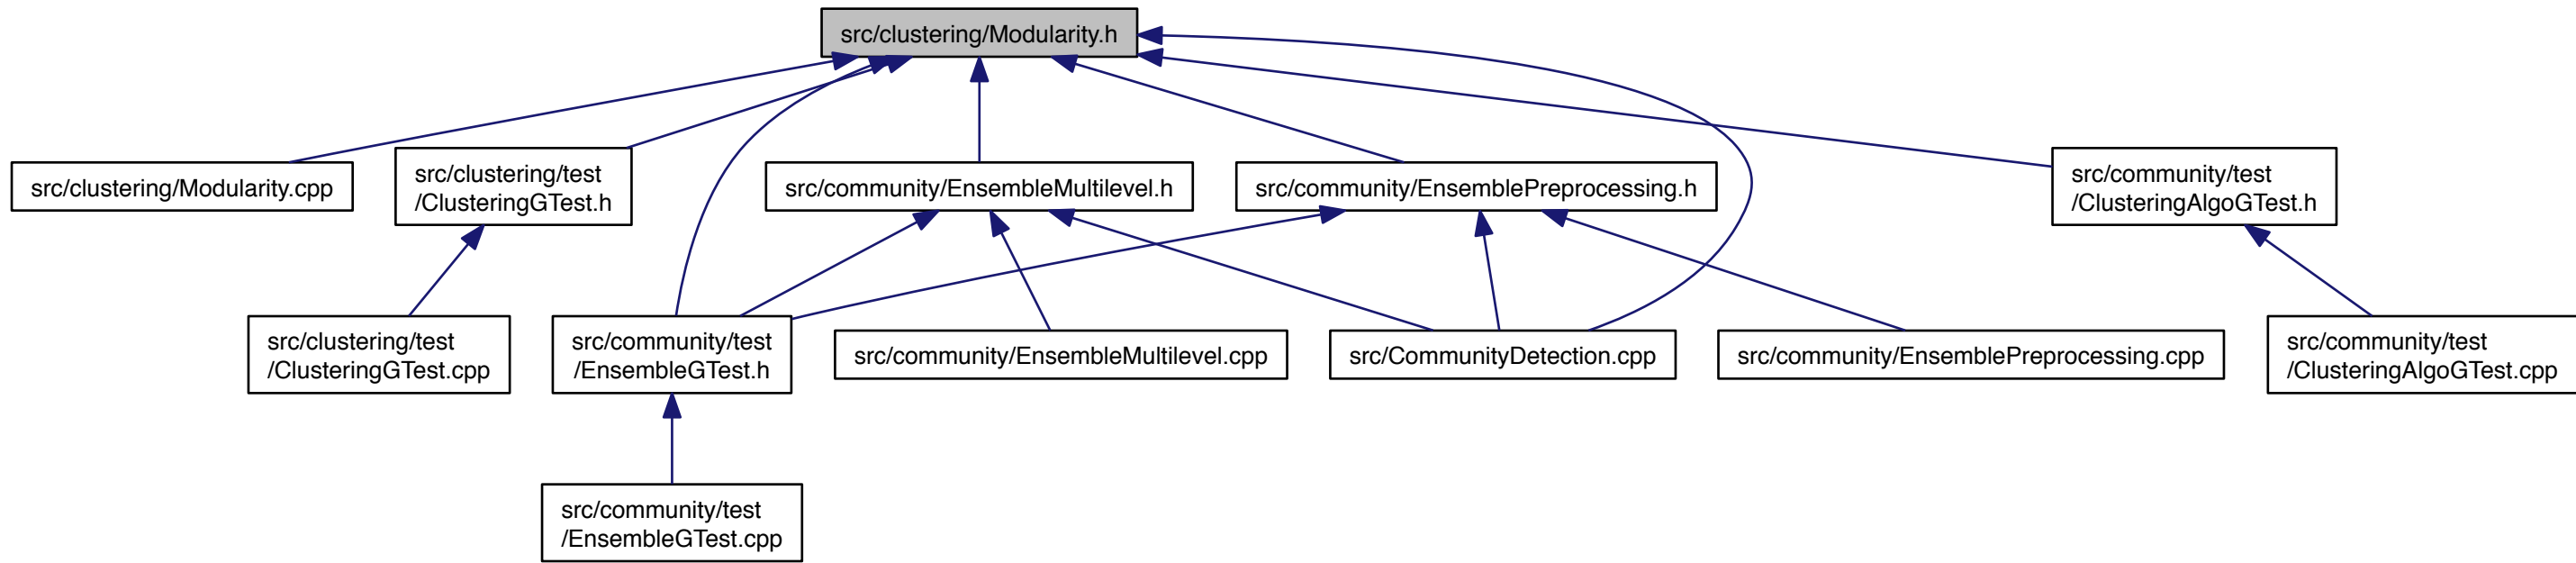 src/clustering/Modularity.h
src/clustering/Modularity.cpp
src/clustering/test
/ClusteringGTest.h
src/community/EnsembleMultilevel.h
src/community/EnsemblePreprocessing.h
src/community/test
/ClusteringAlgoGTest.h
src/clustering/test
/ClusteringGTest.cpp
src/community/test
/EnsembleGTest.h
src/community/EnsembleMultilevel.cpp
src/CommunityDetection.cpp
src/community/EnsemblePreprocessing.cpp
src/community/test
/ClusteringAlgoGTest.cpp
src/community/test
/EnsembleGTest.cpp